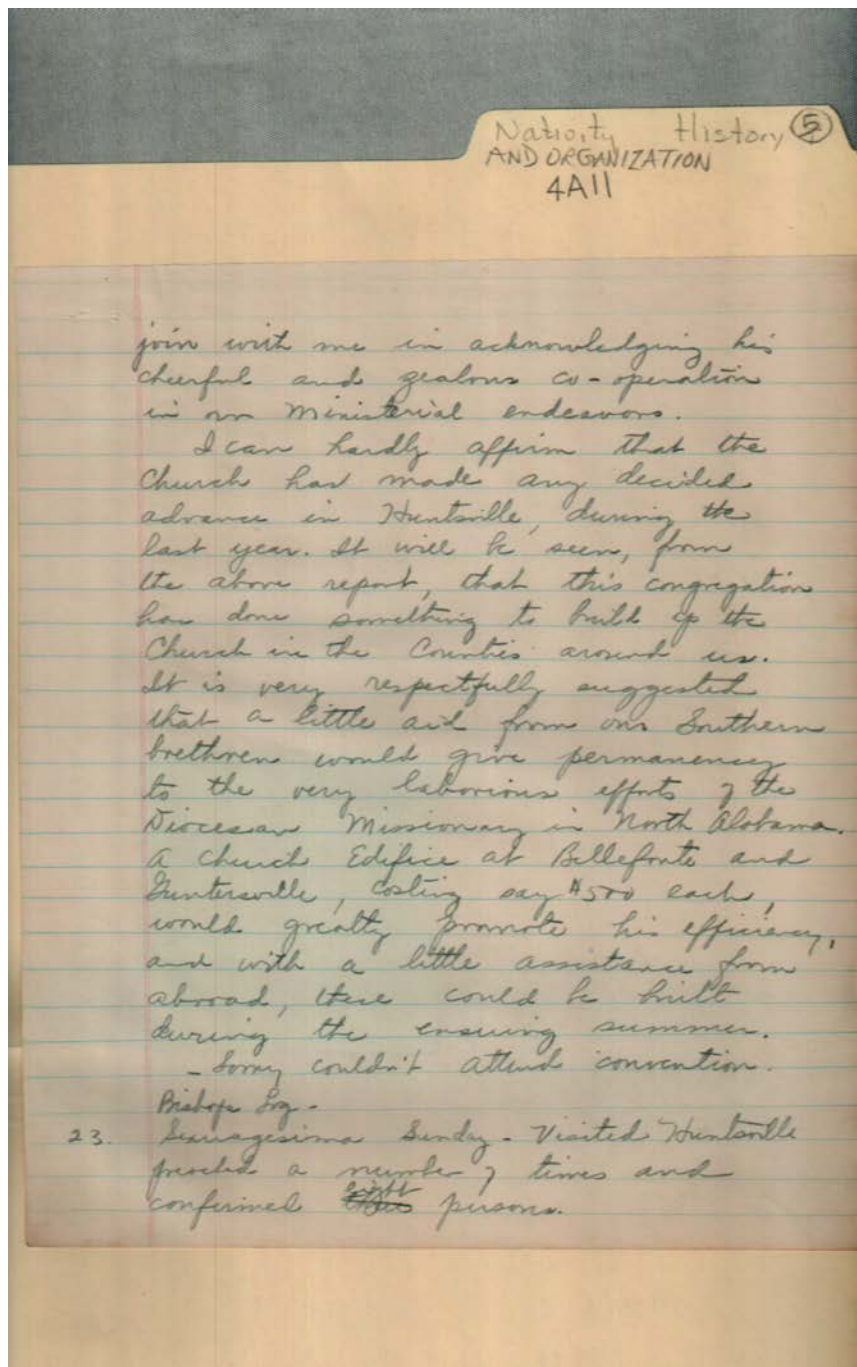 Nativity History 5
AND ORGANIZATION
4A11
join with me in acknowledging his
cheerful and zealous co-operation
in our ministerial endeavors.
I can hardly affirm that the
Church has made any decided
advance in Huntsville, during the
last year. It will be seen, from
the above report, that this congregation
has done something to build up the
Church in the Counties around us.
It is very respectfully suggested
that a little aid from our Southern
brethren would give permanency
to the very laborious efforts of the
Diocesan Missionary in North Alabama.
A church Edifice at Bellefonte and
Guntersville, costing say $500 each,
would greatly promote his efficiency,
and with a little assistance from
abroad, these could be built
during the ensuing summer.
- Sorry couldn't attend convention.
Bishops Log -
23. Sexuagesima Sunday - Visited Huntsville
preached a number of times and
confirmed eight persons.